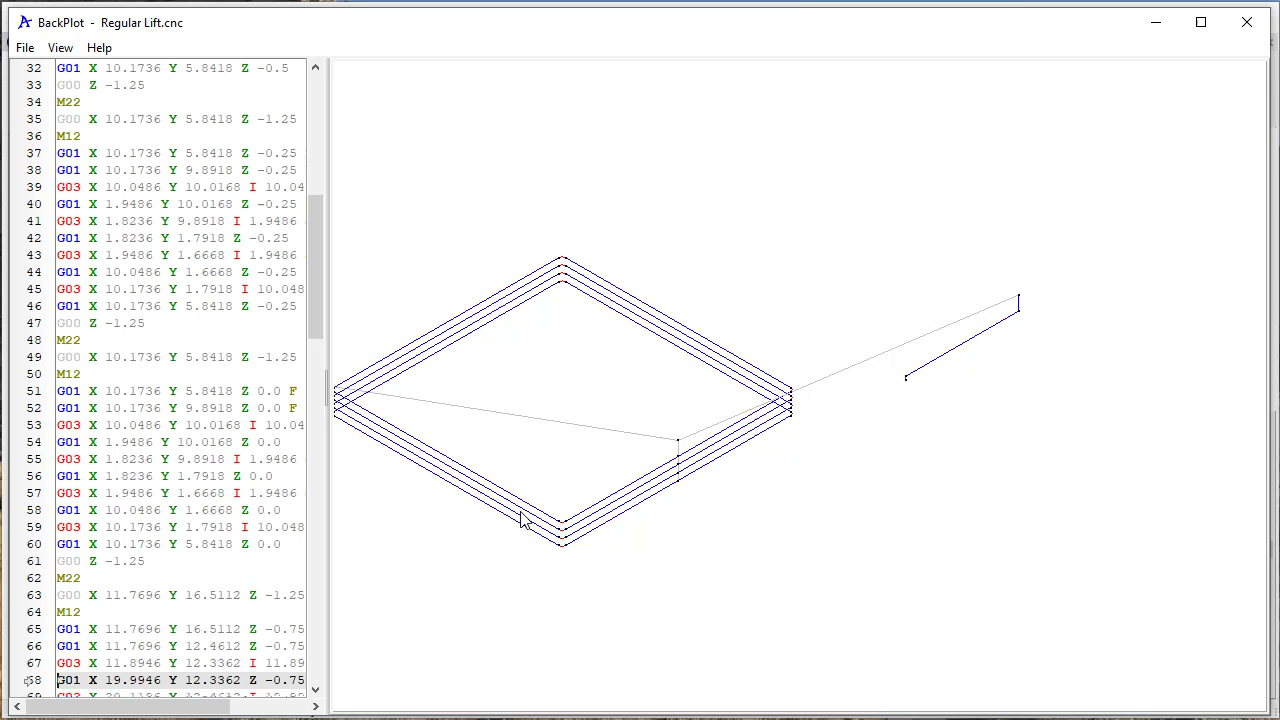 BackPlot - Regular Lift.cnc
File View Help
32 G01 X 10.1736 Y 5.8418 Z -0.5
33 G00 Z -1.25
34 M22
35 G00 X 10.1736 Y 5.8418 Z -1.25
36 M12
37 G01 X 10.1736 Y 5.8418 Z -0.25
38 G01 X 10.1736 Y 9.8918 Z -0.25
39 G03 X 10.0486 Y 10.0168 I 10.04
40 G01 X 1.9486 Y 10.0168 Z -0.25
41 G03 X 1.8236 Y 9.8918 I 1.9486
42 G01 X 1.8236 Y 1.7918 Z -0.25
43 G03 X 1.9486 Y 1.6668 I 1.9486
44 G01 X 10.0486 Y 1.6668 Z -0.25
45 G03 X 10.1736 Y 1.7918 I 10.048
46 G01 X 10.1736 Y 5.8418 Z -0.25
47 G00 Z -1.25
48 M22
49 G00 X 10.1736 Y 5.8418 Z -1.25
50 M12
51 G01 X 10.1736 Y 5.8418 Z 0.0 F
52 G01 X 10.1736 Y 9.8918 Z 0.0 F
53 G03 X 10.0486 Y 10.0168 I 10.04
54 G01 X 1.9486 Y 10.0168 Z 0.0
55 G03 X 1.8236 Y 9.8918 I 1.9486
56 G01 X 1.8236 Y 1.7918 Z 0.0
57 G03 X 1.9486 Y 1.6668 I 1.9486
58 G01 X 10.0486 Y 1.6668 Z 0.0
59 G03 X 10.1736 Y 1.7918 I 10.048
60 G01 X 10.1736 Y 5.8418 Z 0.0
61 G00 Z -1.25
62 M22
63 G00 X 11.7696 Y 16.5112 Z -1.25
64 M12
65 G01 X 11.7696 Y 16.5112 Z -0.75
66 G01 X 11.7696 Y 12.4612 Z -0.75
67 G03 X 11.8946 Y 12.3362 I 11.89
68 G01 X 19.9946 Y 12.3362 Z -0.75